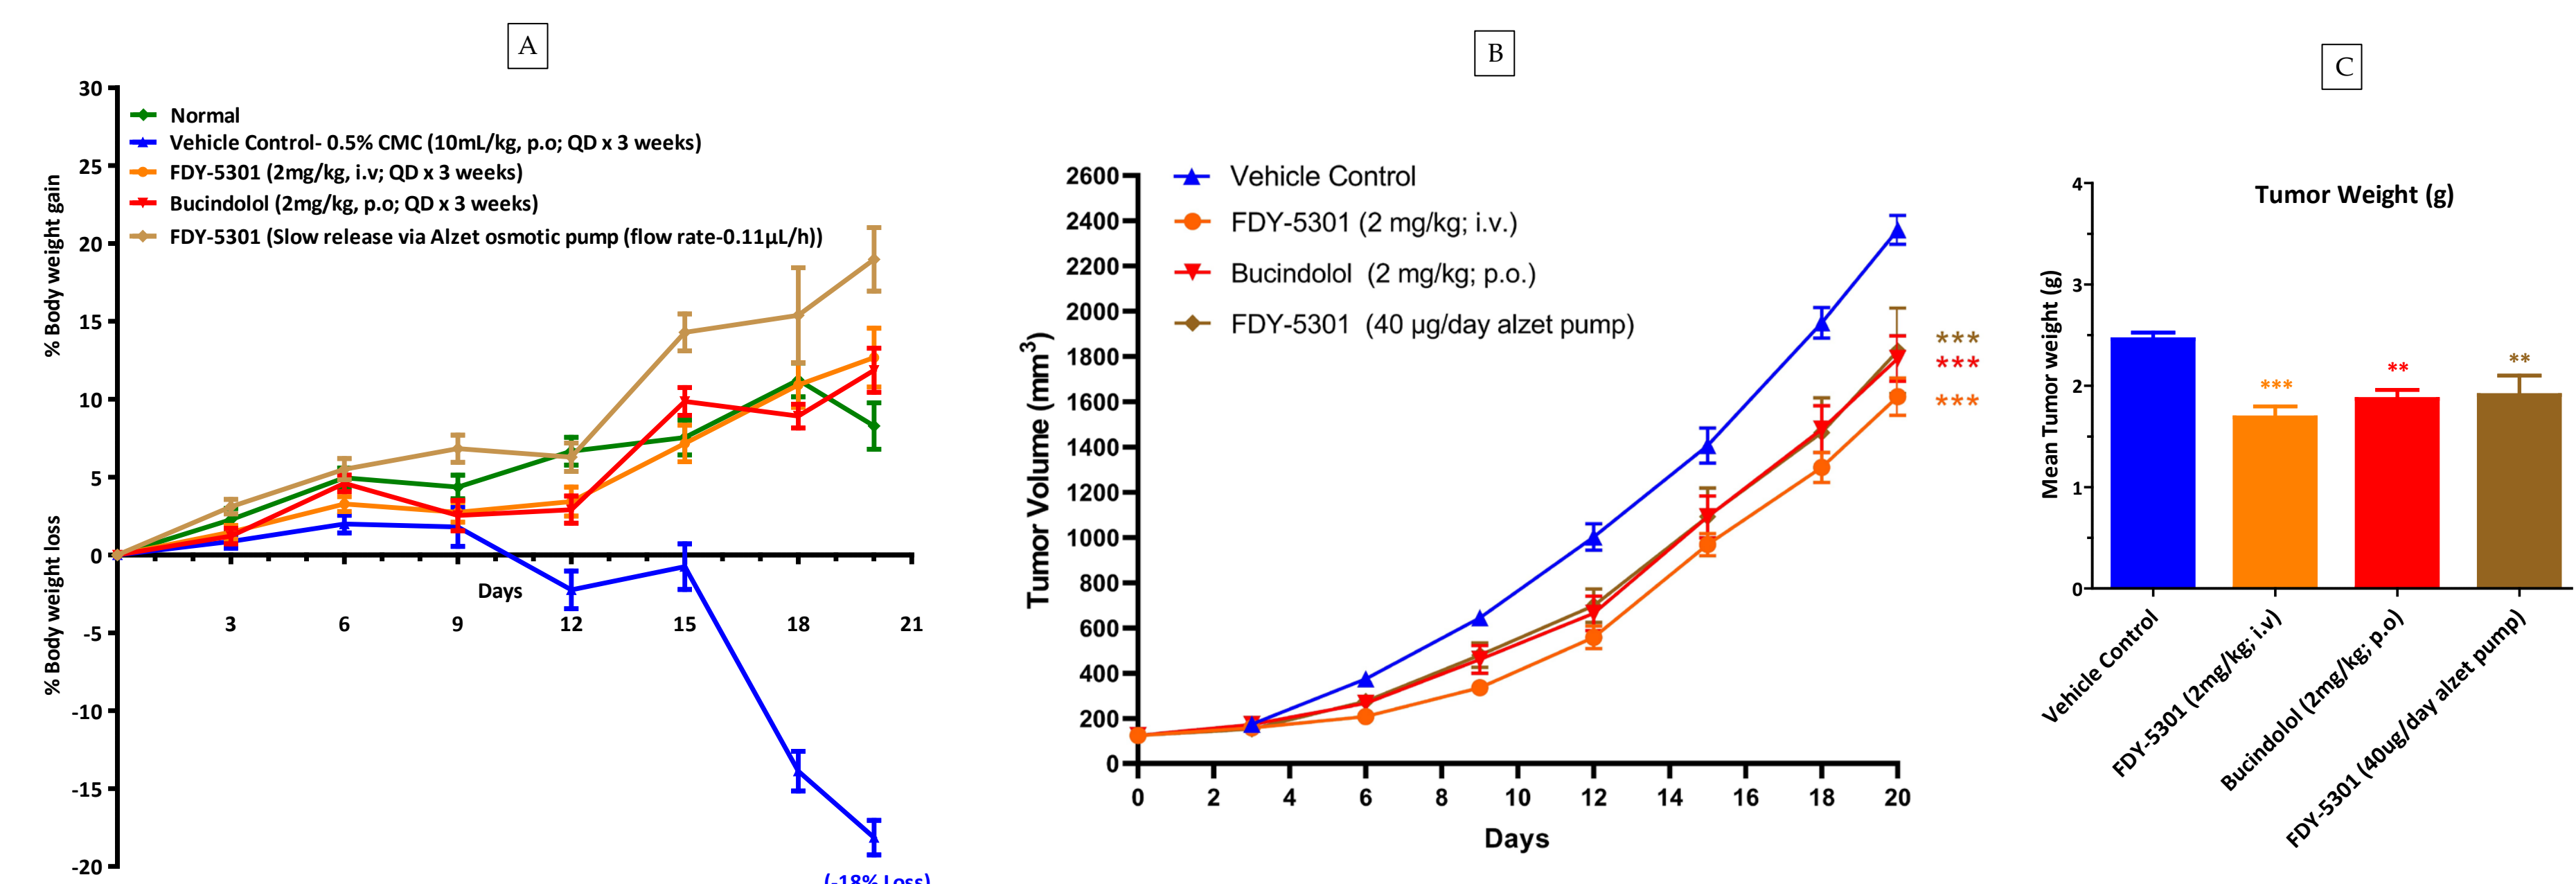 A
30
25
20
15
10
5
0
-5
-10
-15
-20
% Body weight gain
% Body weight loss
Normal
Vehicle Control- 0.5% CMC (10mL/kg, p.o; QD x 3 weeks)
FDY-5301 (2mg/kg, i.v; QD x 3 weeks)
Bucindolol (2mg/kg, p.o; QD x 3 weeks)
FDY-5301 (Slow release via Alzet osmotic pump (flow rate-0.11µL/h))
Days
3 6 9 12 15 18 21
(-18% Loss)
B
2600
2400
2200
2000
1800
1600
1400
1200
1000
800
600
400
200
0
Tumor Volume (mm³)
Vehicle Control
FDY-5301 (2 mg/kg; i.v.)
Bucindolol (2 mg/kg; p.o.)
FDY-5301 (40 µg/day alzet pump)
***
***
***
0 2 4 6 8 10 12 14 16 18 20
Days
C
Tumor Weight (g)
4
3
2
1
0
Mean Tumor weight (g)
***
**
**
Vehicle Control
FDY-5301 (2mg/kg; i.v)
Bucindolol (2mg/kg; p.o)
FDY-5301 (40ug/day alzet pump)